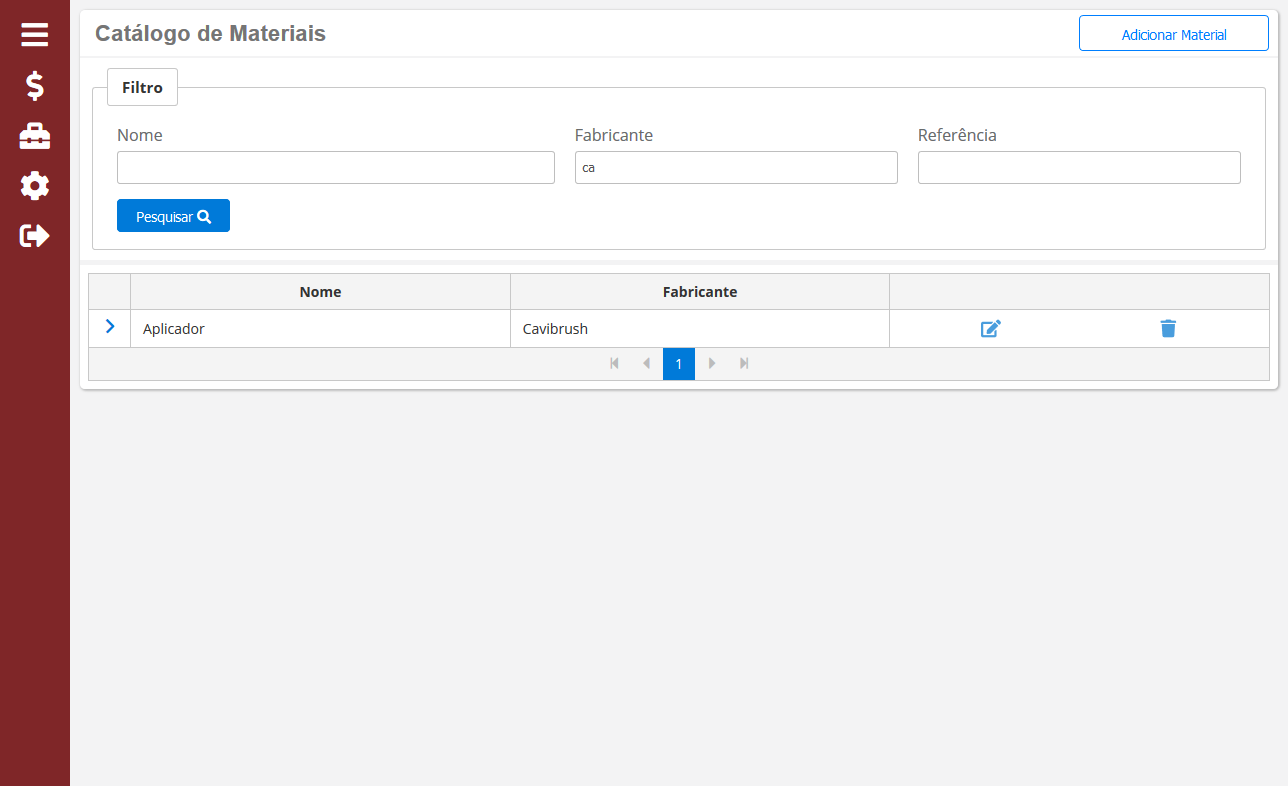 Catálogo de Materiais
Adicionar Material
Filtro
Nome Fabricante Referência
ca
Pesquisar
Nome Fabricante
Aplicador Cavibrush
1